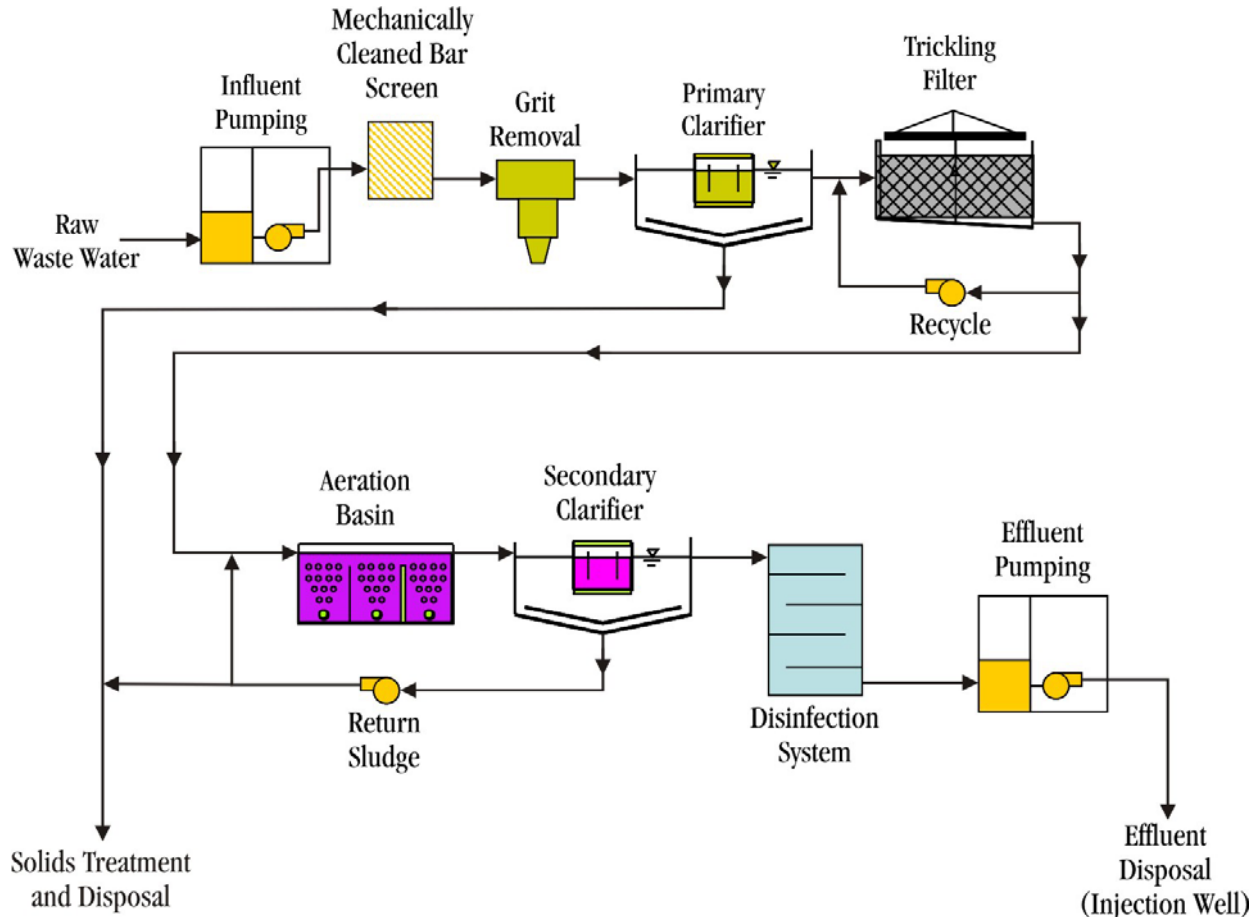 Influent
Pumping
Mechanically
Cleaned Bar
Screen
Grit
Removal
Primary
Clarifier
Trickling
Filter
Raw
Waste Water
Recycle
Aeration
Basin
Secondary
Clarifier
Effluent
Pumping
Return
Sludge
Disinfection
System
Solids Treatment
and Disposal
Effluent
Disposal
(Injection Well)